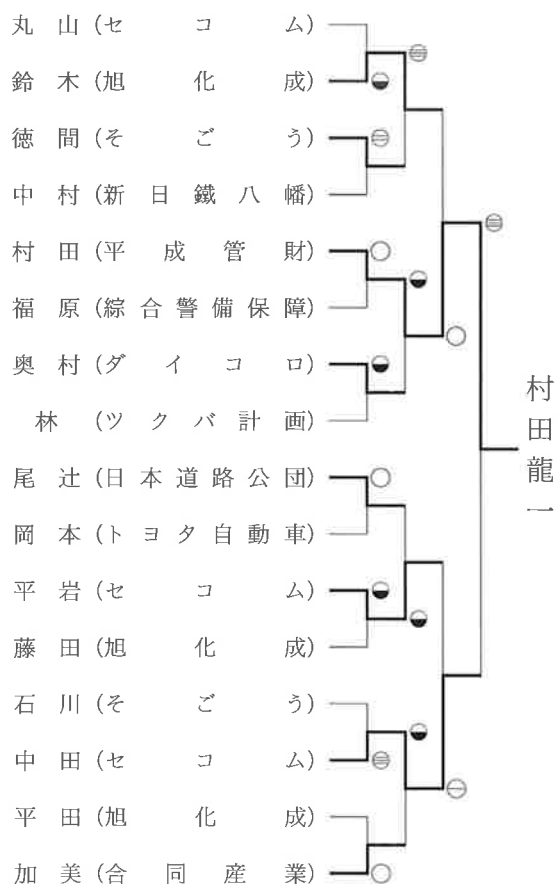 丸山(セコム)
鈴木(旭化成)
徳間(そごう)
中村(新日鐵八幡)
村田(平成管財)
福原(綜合警備保障)
奥村(ダイコロ)
林(ツクバ計画)
尾辻(日本道路公団)
岡本(トヨタ自動車)
平岩(セコム)
藤田(旭化成)
石川(そごう)
中田(セコム)
平田(旭化成)
加美(合同産業)
村田龍一